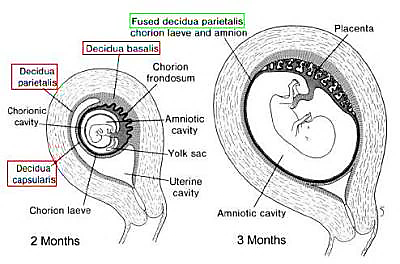 Fused decidua parietalis,
chorion laeve and amnion
Placenta
Decidua basalis
Chorion
frondosum
Decidua
parietalis
Chorionic
cavity
Amniotic
cavity
Yolk sac
Decidua
capsularis
Uterine
cavity
Chorion laeve
Amniotic cavity
2 Months
3 Months